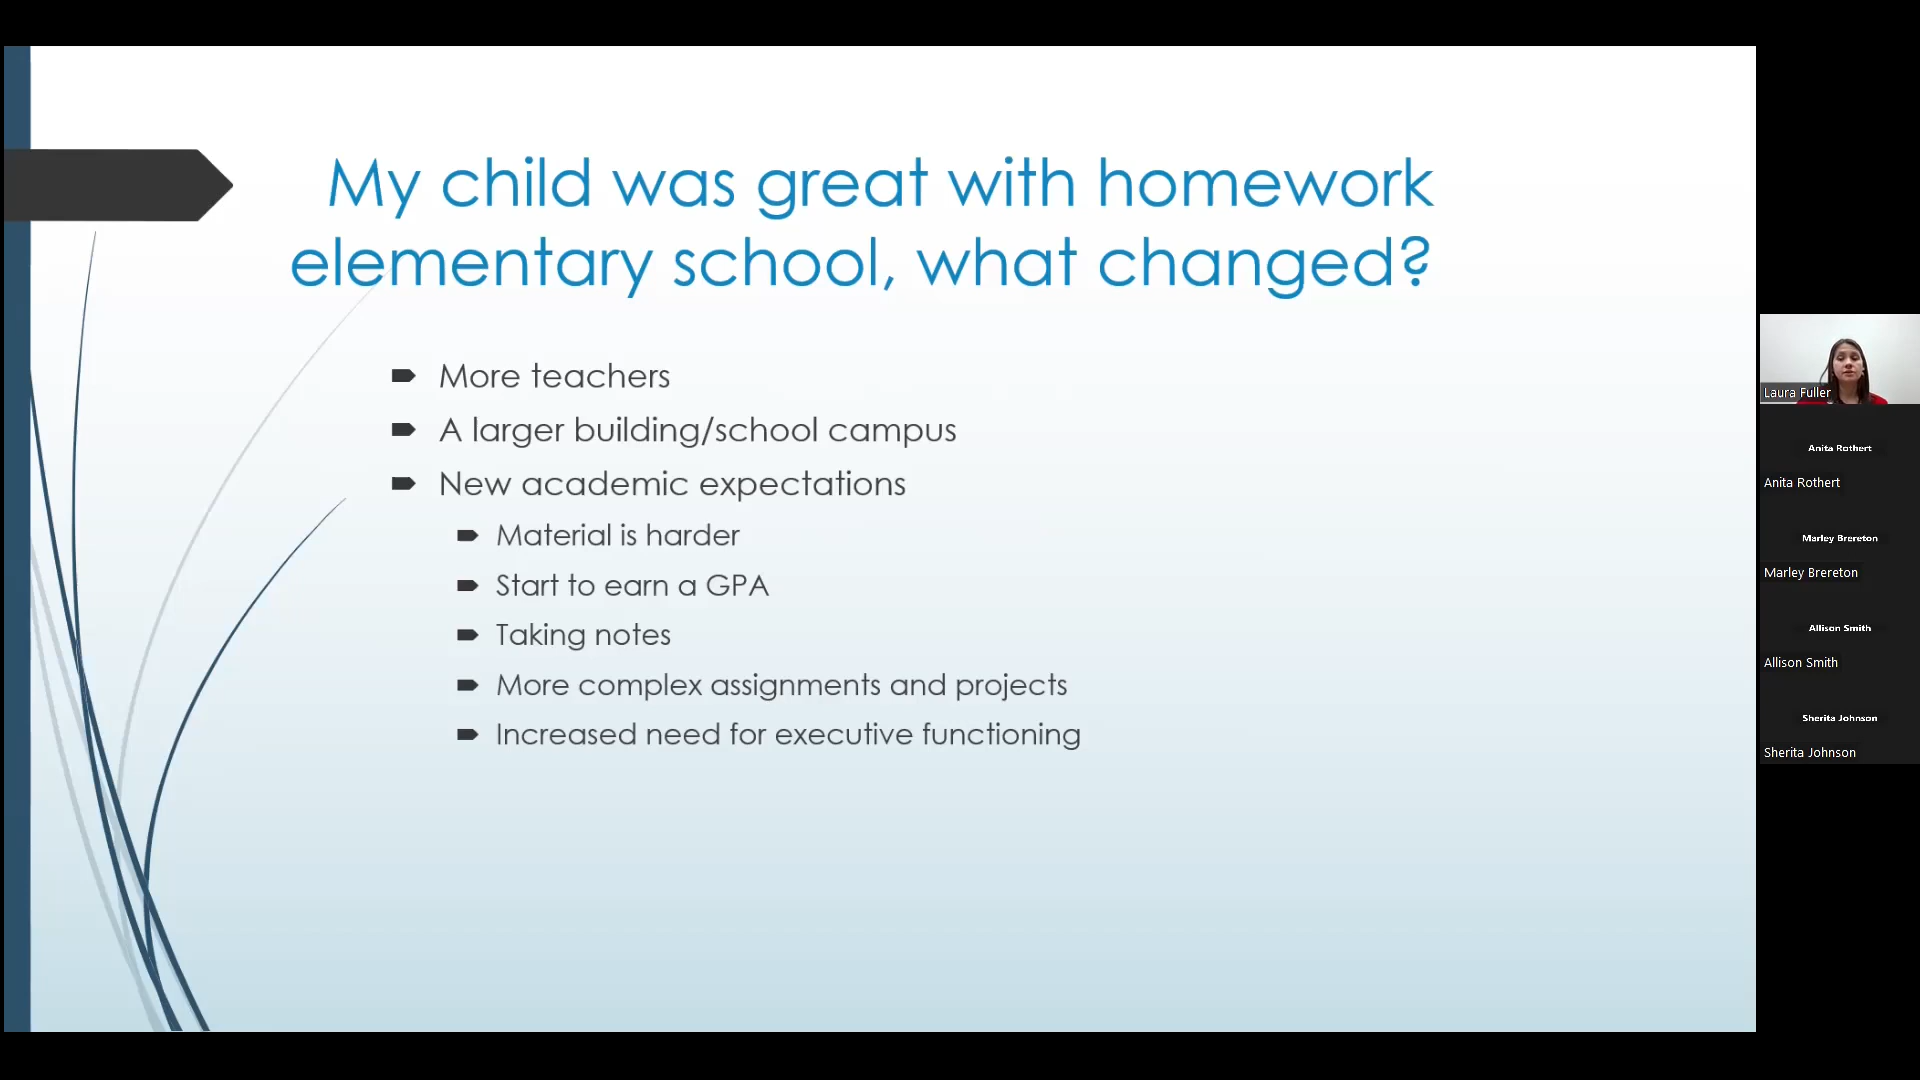 My child was great with homework
elementary school, what changed?
More teachers
A larger building/school campus
New academic expectations
Material is harder
Start to earn a GPA
Taking notes
More complex assignments and projects
Increased need for executive functioning
Laura Fuller
Anita Rothert
Anita Rothert
Marley Brereton
Marley Brereton
Allison Smith
Allison Smith
Sherita Johnson
Sherita Johnson